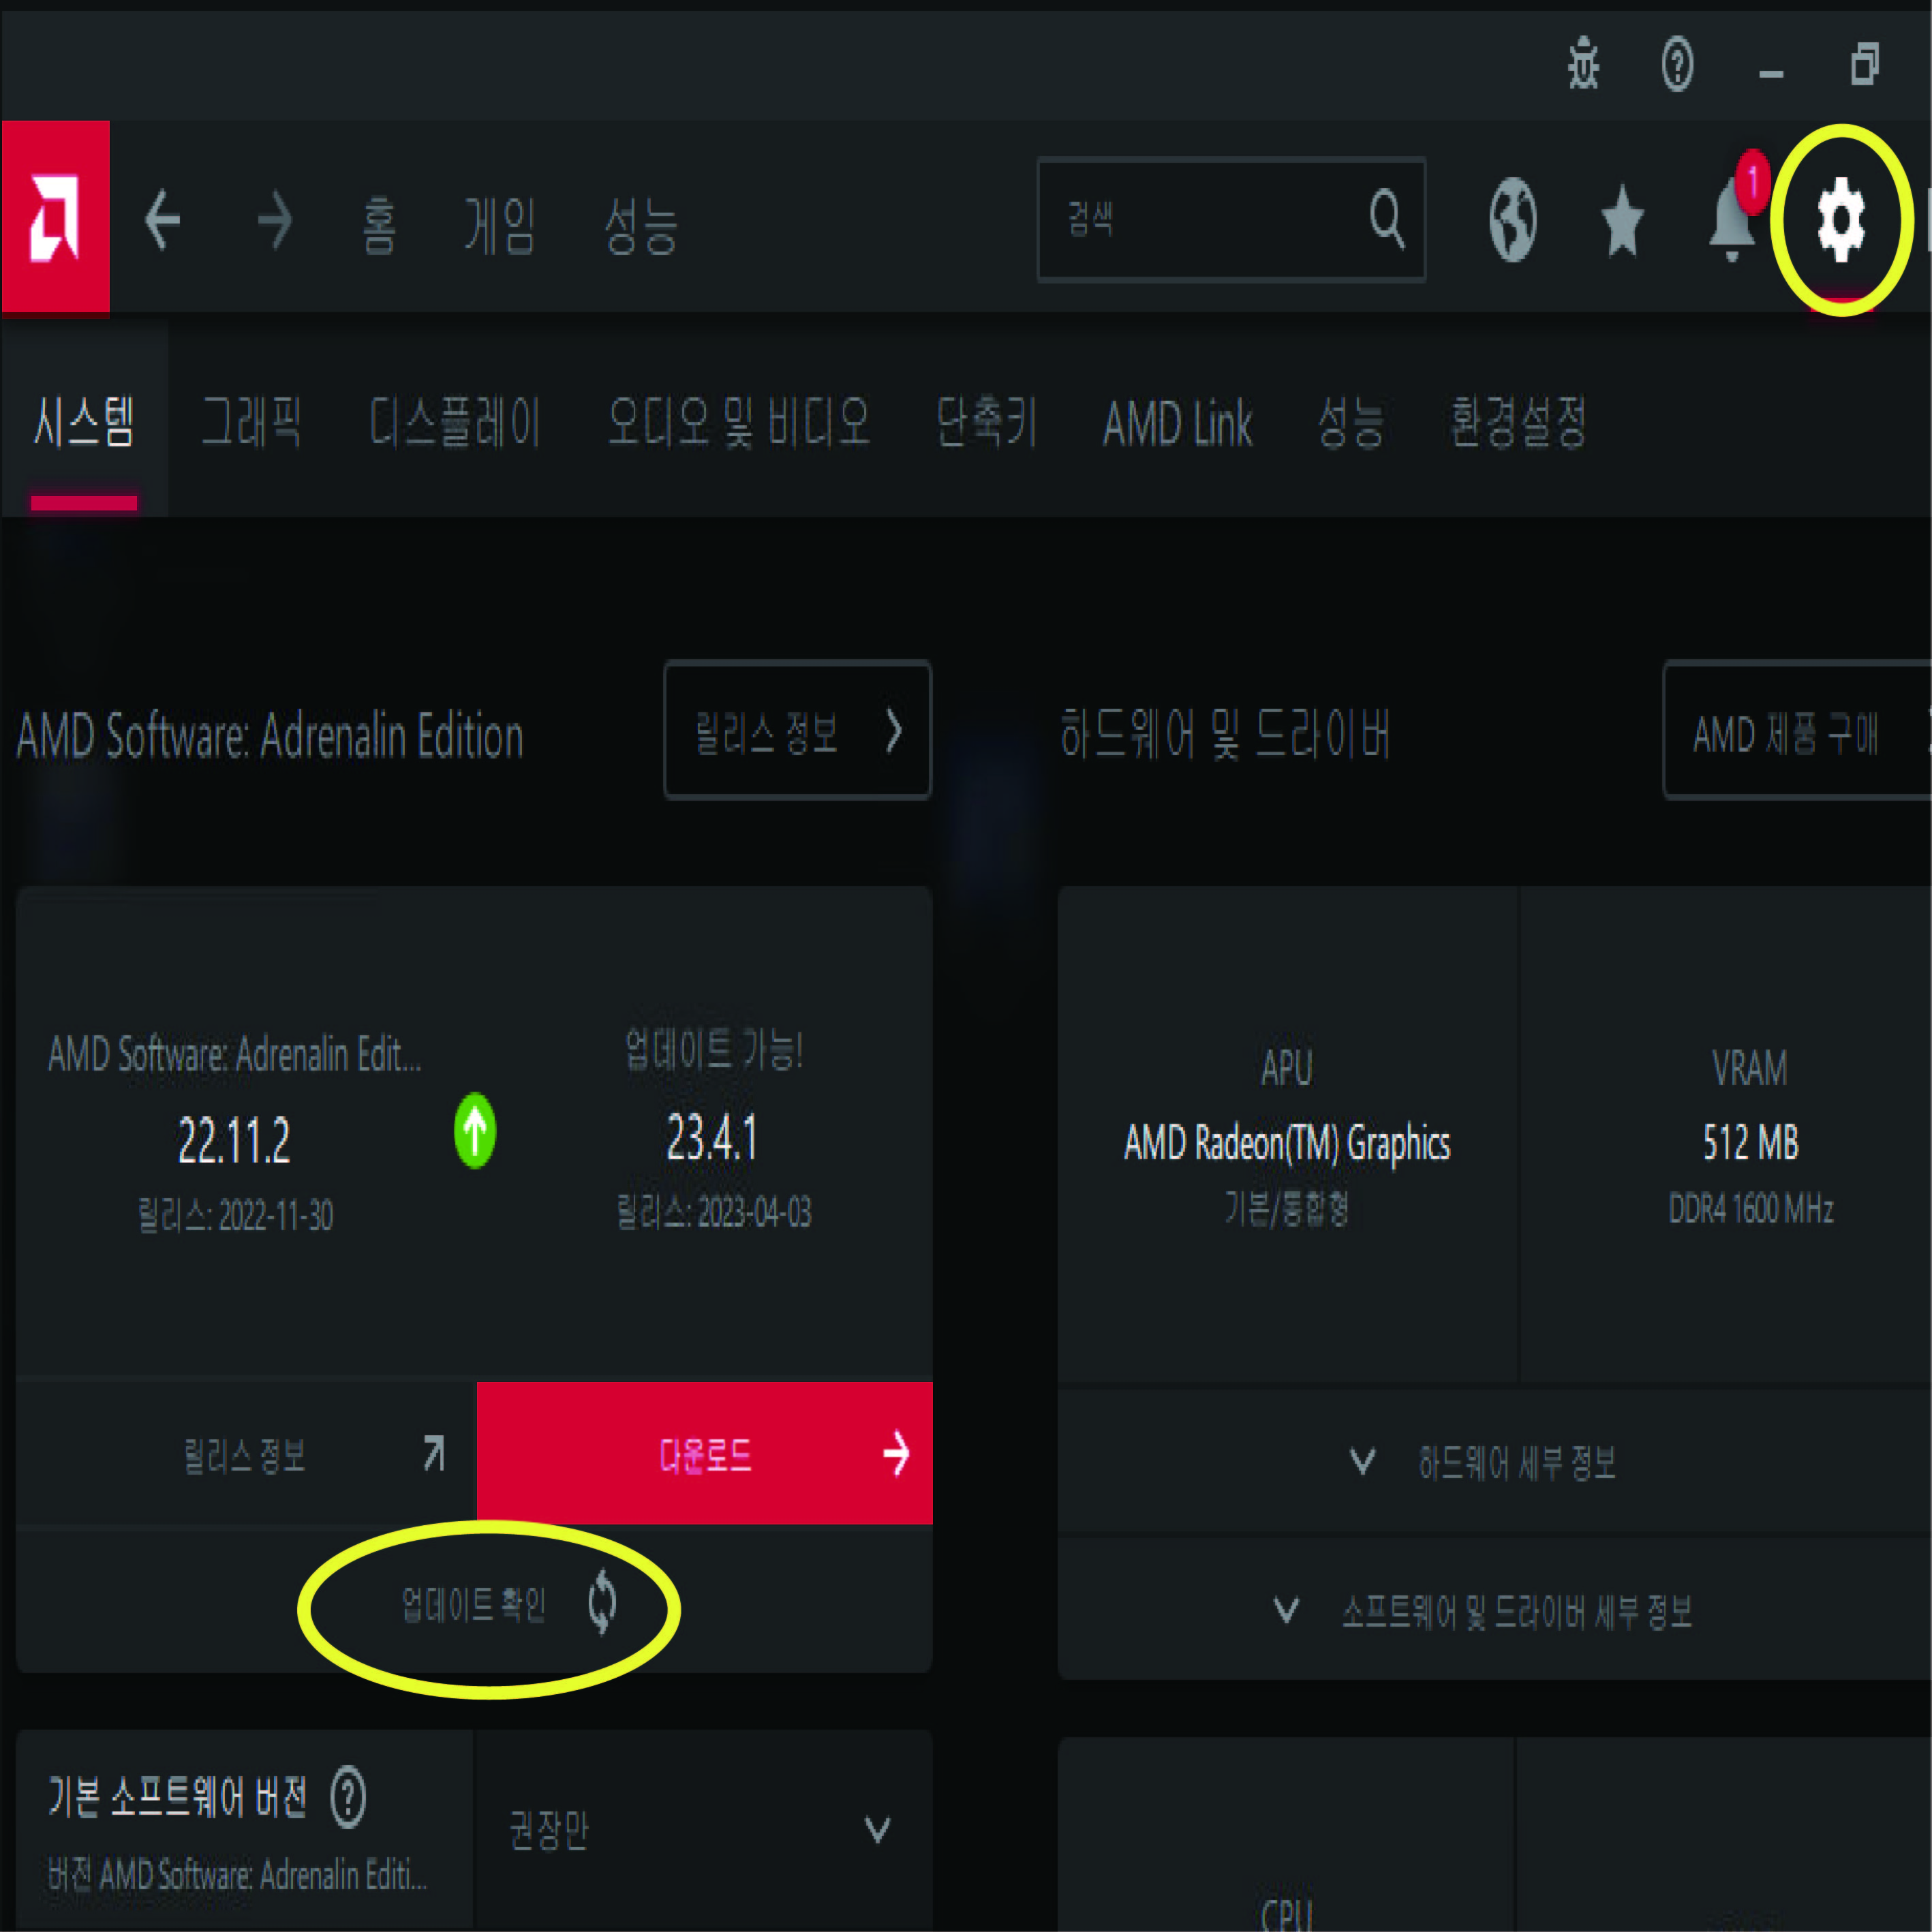 1
홈 게임 성능 검색
시스템 그래픽 디스플레이 오디오 및 비디오 단축키 AMD Link 성능 환경설정
AMD Software: Adrenalin Edition 릴리스 정보
하드웨어 및 드라이버 AMD 제품 구매
AMD Software: Adrenalin Edit...
22.11.2
릴리스: 2022-11-30
업데이트 가능!
23.4.1
릴리스: 2023-04-03
릴리스 정보 다운로드
업데이트 확인
기본 소프트웨어 버전
버전 AMD Software: Adrenalin Editi...
권장만
APU
AMD Radeon(TM) Graphics
기본/통합형
VRAM
512 MB
DDR4 1600 MHz
하드웨어 세부 정보
소프트웨어 및 드라이버 세부 정보
CPU